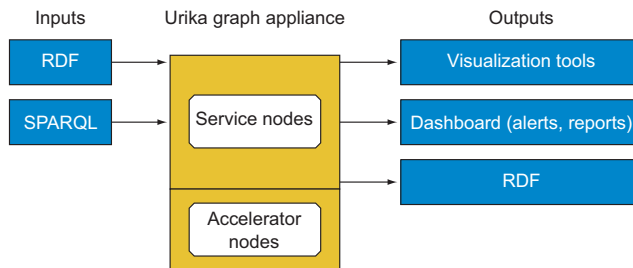 Inputs
Urika graph appliance
Outputs
RDF
SPARQL
Service nodes
Accelerator
nodes
Visualization tools
Dashboard (alerts, reports)
RDF